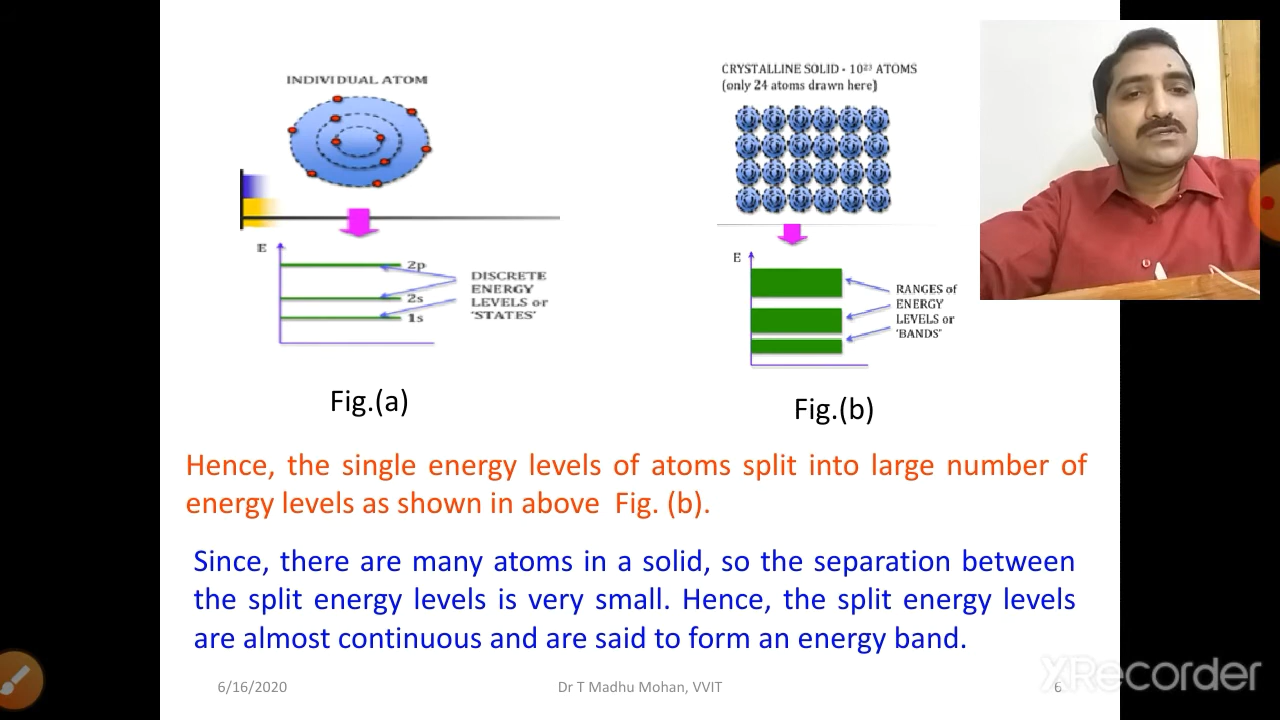 INDIVIDUAL ATOM
E
2p
2s
1s
DISCRETE
ENERGY
LEVELS or
'STATES'
Fig.(a)
CRYSTALLINE SOLID - 10²³ ATOMS
(only 24 atoms drawn here)
E
RANGES of
ENERGY
LEVELS or
'BANDS'
Fig.(b)
Hence, the single energy levels of atoms split into large number of
energy levels as shown in above Fig. (b).
Since, there are many atoms in a solid, so the separation between
the split energy levels is very small. Hence, the split energy levels
are almost continuous and are said to form an energy band.
6/16/2020
Dr T Madhu Mohan, VVIT
6
XRecorder